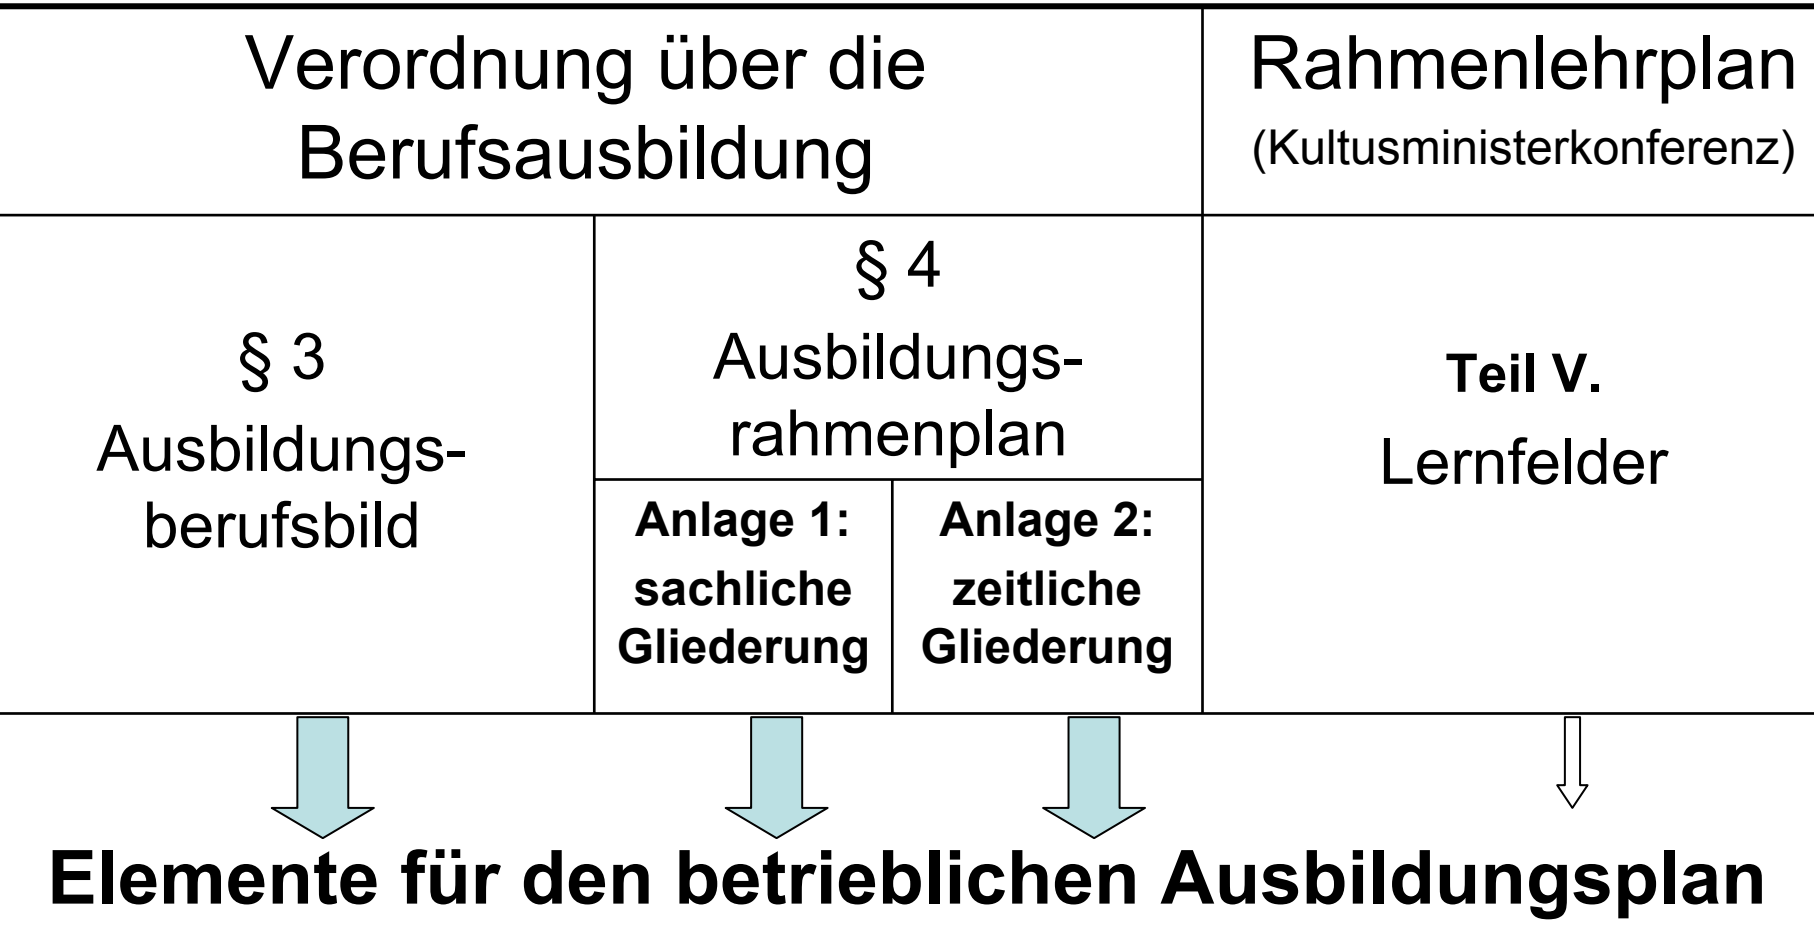 Verordnung über die
Berufsausbildung
Rahmenlehrplan
(Kultusministerkonferenz)
§ 3
Ausbildungs-
berufsbild
§ 4
Ausbildungs-
rahmenplan
Anlage 1:
sachliche
Gliederung
Anlage 2:
zeitliche
Gliederung
Teil V.
Lernfelder
Elemente für den betrieblichen Ausbildungsplan